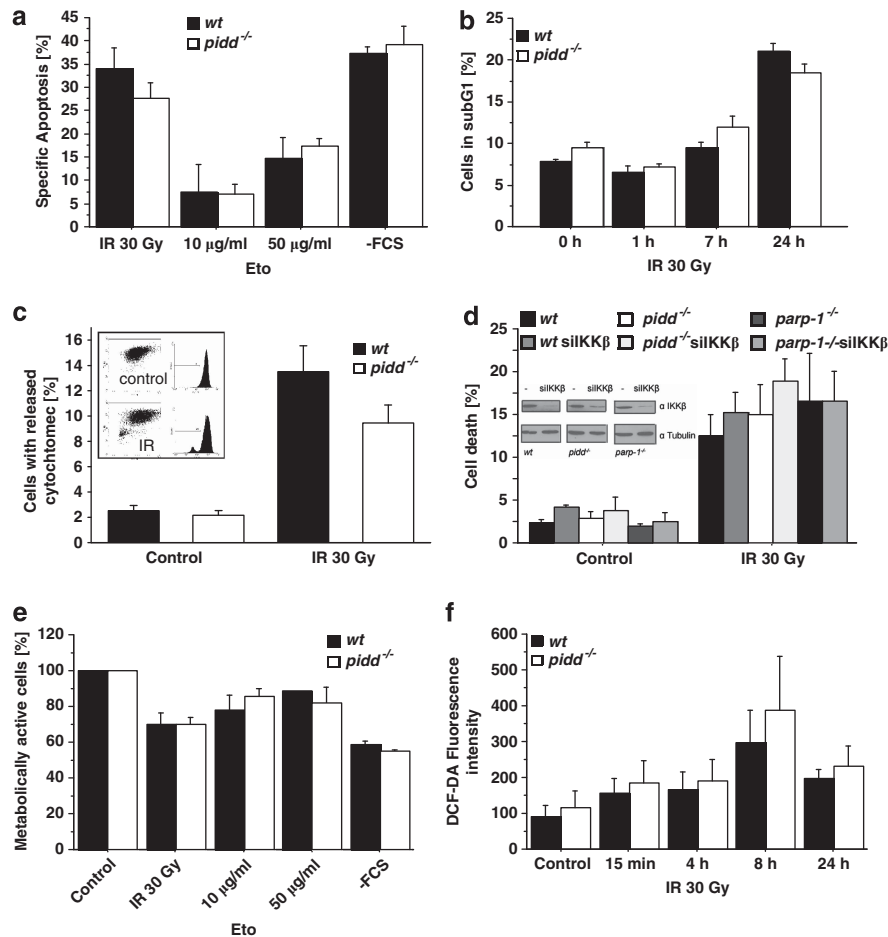 a
wt
pidd -/-
Specific Apoptosis [%]
45
40
35
30
25
20
15
10
5
0
IR 30 Gy 10 µg/ml 50 µg/ml -FCS
Eto
b
wt
pidd -/-
Cells in subG1 [%]
25
20
15
10
5
0
0 h 1 h 7 h 24 h
IR 30 Gy
c
control
IR
wt
pidd -/-
Cells with released cytochtomec [%]
16
14
12
10
8
6
4
2
0
Control IR 30 Gy
d
wt pidd -/- parp-1 -/-
wt siIKKβ pidd -/- siIKKβ parp-1-/-siIKKβ
Cell death [%]
25
20
15
10
5
0
- siIKKβ - siIKKβ - siIKKβ
α IKKβ
α Tubulin
wt pidd -/- parp-1 -/-
Control IR 30 Gy
e
wt
pidd -/-
Metabolically active cells [%]
120
100
80
60
40
20
0
Control IR 30 Gy 10 µg/ml 50 µg/ml -FCS
Eto
f
wt
pidd -/-
DCF-DA Fluorescence intensity
600
500
400
300
200
100
0
Control 15 min 4 h 8 h 24 h
IR 30 Gy